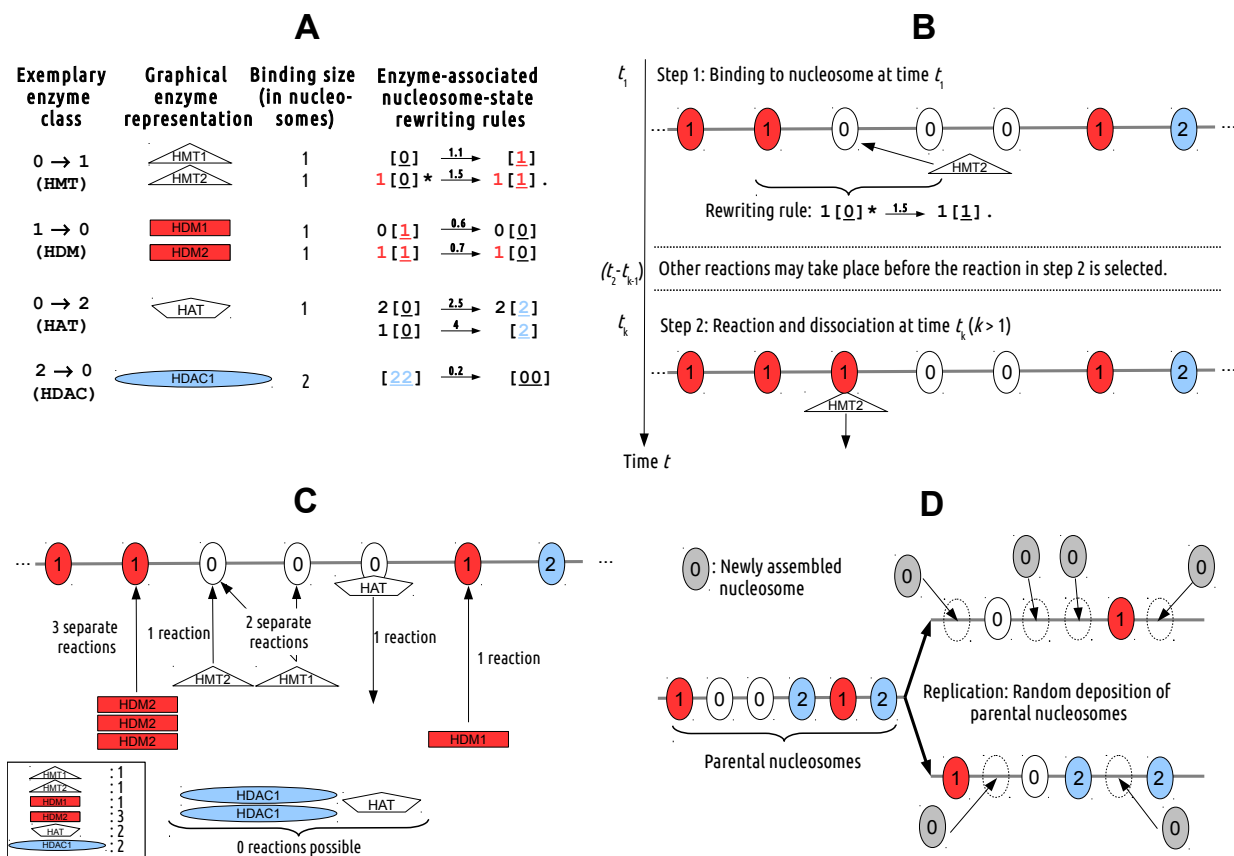 A
Exemplary enzyme class
Graphical enzyme representation
Binding size (in nucleo-somes)
Enzyme-associated nucleosome-state rewriting rules
0 → 1 (HMT)
HMT1
1
[0] 1.1 → [1]
HMT2
1
1[0]* 1.5 → 1[1].
1 → 0 (HDM)
HDM1
1
0[1] 0.6 → 0[0]
HDM2
1
1[1] 0.7 → 1[0]
0 → 2 (HAT)
HAT
1
2[0] 2.5 → 2[2]
1[0] 4 → [2]
2 → 0 (HDAC)
HDAC1
2
[22] 0.2 → [00]
B
t1
Step 1: Binding to nucleosome at time t1
... 1 1 0 0 0 1 2 ...
HMT2
Rewriting rule: 1[0]* 1.5 → 1[1].
(t2-tk-1)
Other reactions may take place before the reaction in step 2 is selected.
tk
Step 2: Reaction and dissociation at time tk (k > 1)
... 1 1 1 0 0 1 2 ...
HMT2
Time t
C
... 1 1 0 0 0 1 2 ...
HAT
3 separate reactions
1 reaction
2 separate reactions
1 reaction
1 reaction
HMT2
HMT1
HDM2
HDM2
HDM2
HDM1
HMT1 : 1
HMT2 : 1
HDM1 : 1
HDM2 : 3
HAT : 2
HDAC1 : 2
HDAC1
HDAC1
HAT
0 reactions possible
D
0 : Newly assembled nucleosome
0 0 0 0
0 1
1 0 0 2 1 2
Parental nucleosomes
Replication: Random deposition of parental nucleosomes
1 0 2 2
0 0